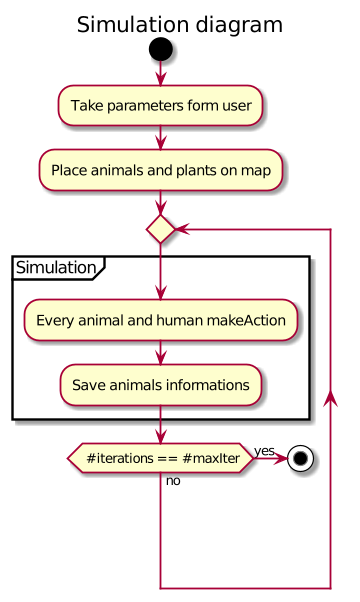 Simulation diagram
Take parameters form user
Place animals and plants on map
Simulation
Every animal and human makeAction
Save animals informations
#iterations == #maxIter
yes
no